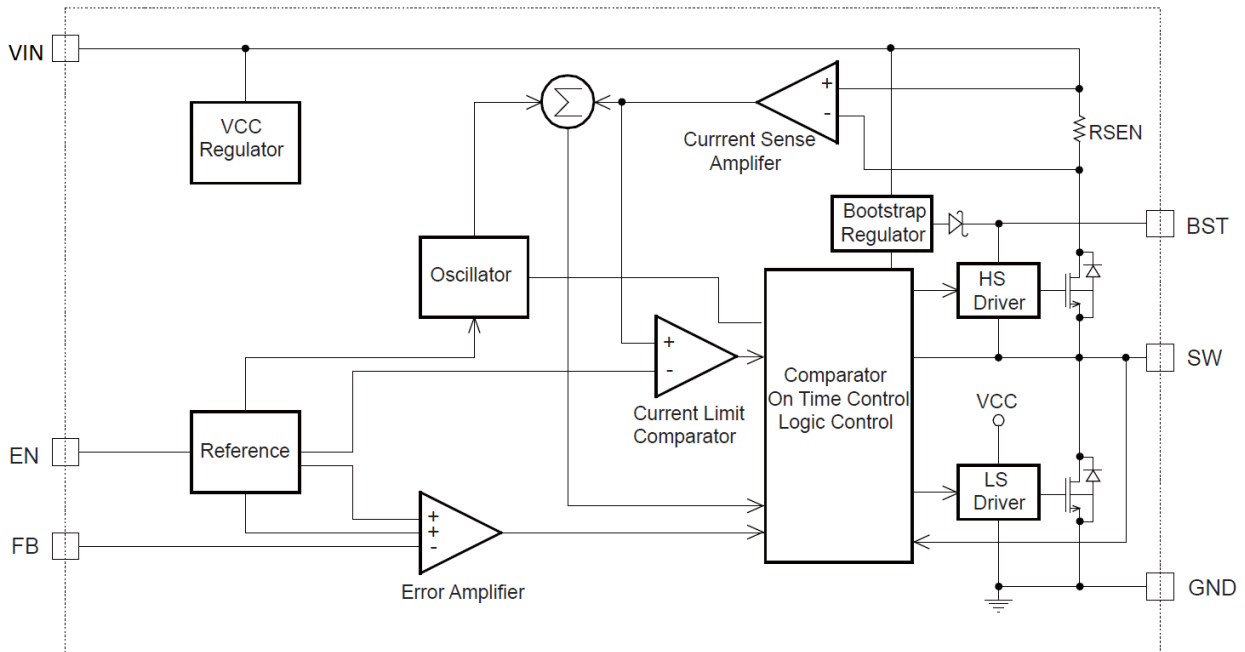 VIN
Σ
+
-
VCC
Regulator
Currrent Sense
Amplifer
RSEN
Bootstrap
Regulator
BST
Oscillator
HS
Driver
+
-
SW
Comparator
On Time Control
Logic Control
Current Limit
Comparator
VCC
EN
Reference
LS
Driver
+
+
-
FB
Error Amplifier
GND